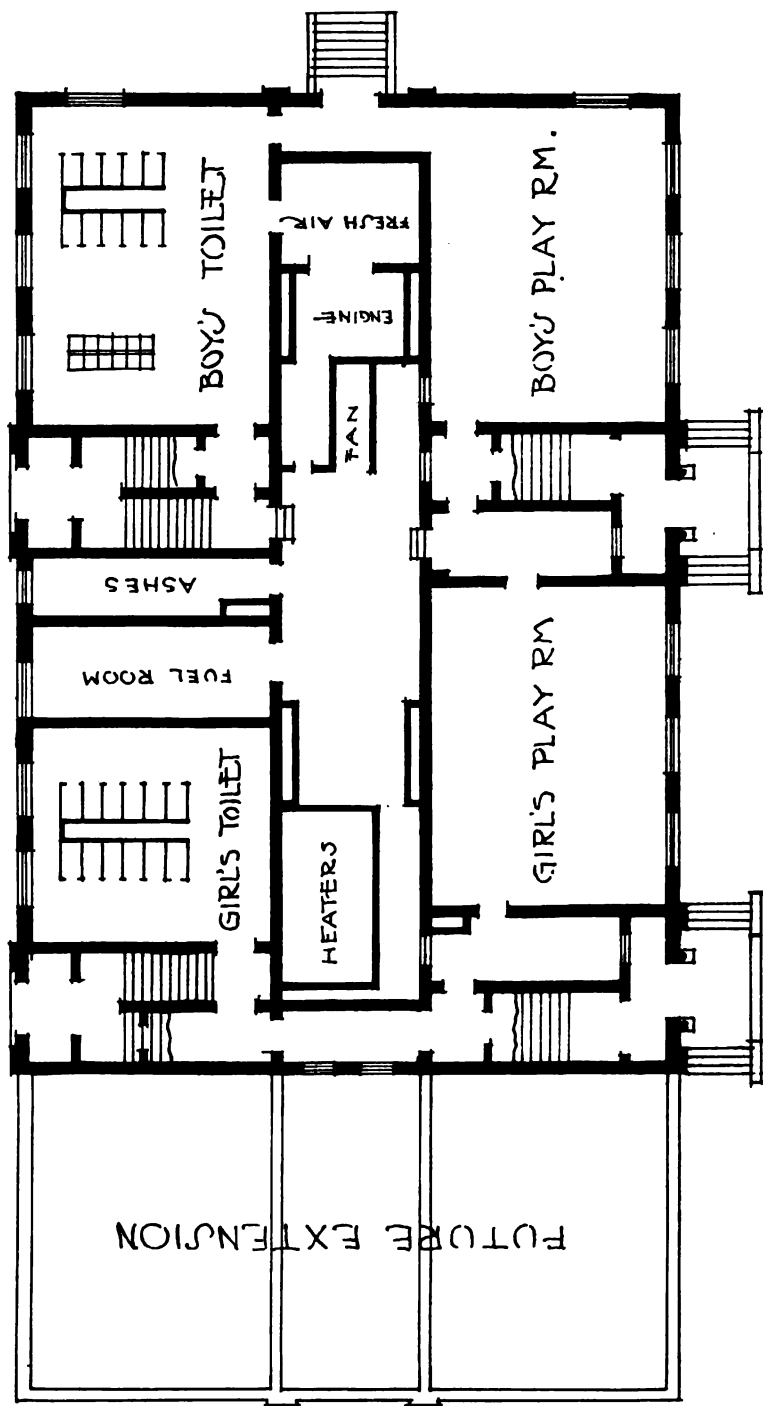 BOY'S TOILET
FRESH AIR
ENGINE
BOY'S PLAY RM.
FAN
ASHES
FUEL ROOM
GIRL'S TOILET
HEATERS
GIRL'S PLAY RM
FUTURE EXTENSION